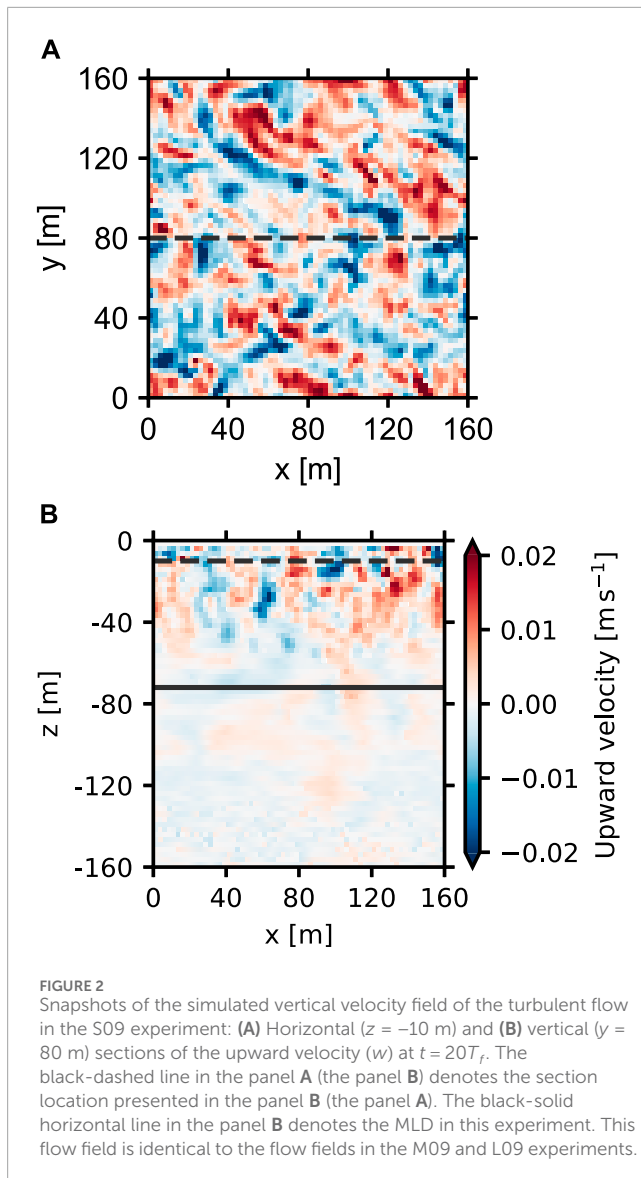 A
160
120
80
40
0
y [m]
0 40 80 120 160
x [m]
B
0
-40
-80
-120
-160
z [m]
0 40 80 120 160
x [m]
0.02
0.01
0.00
−0.01
−0.02
Upward velocity [m s⁻¹]
FIGURE 2
Snapshots of the simulated vertical velocity field of the turbulent flow
in the S09 experiment: (A) Horizontal (z = −10 m) and (B) vertical (y =
80 m) sections of the upward velocity (w) at t = 20T_f. The
black-dashed line in the panel A (the panel B) denotes the section
location presented in the panel B (the panel A). The black-solid
horizontal line in the panel B denotes the MLD in this experiment. This
flow field is identical to the flow fields in the M09 and L09 experiments.